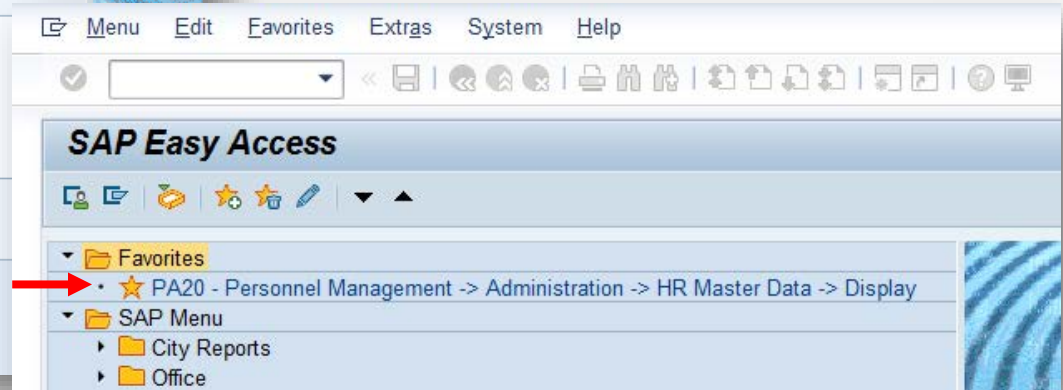 Menu Edit Favorites Extras System Help
SAP Easy Access
Favorites
PA20 - Personnel Management -> Administration -> HR Master Data -> Display
SAP Menu
City Reports
Office